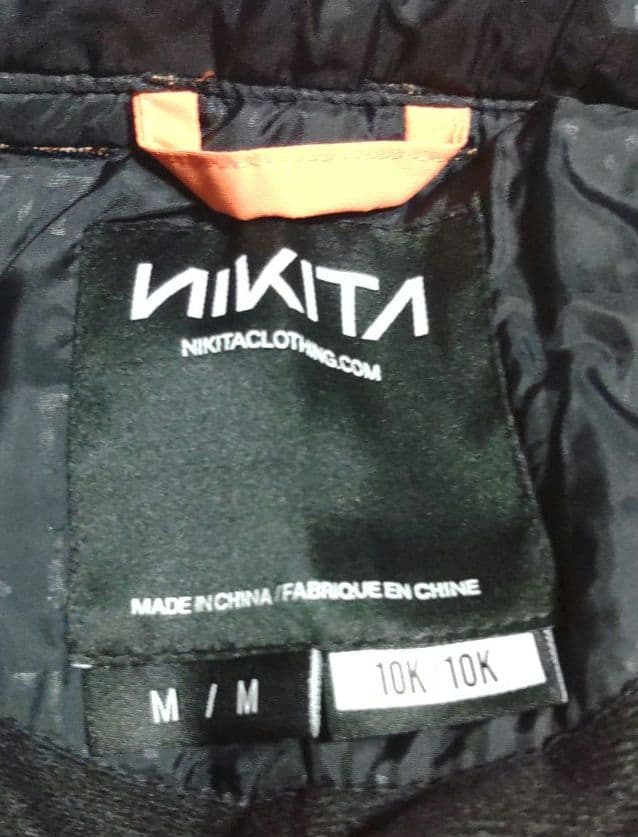 NIKITA
NIKITACLOTHING.COM
MADE IN CHINA / FABRIQUE EN CHINE
M / M
10K 10K